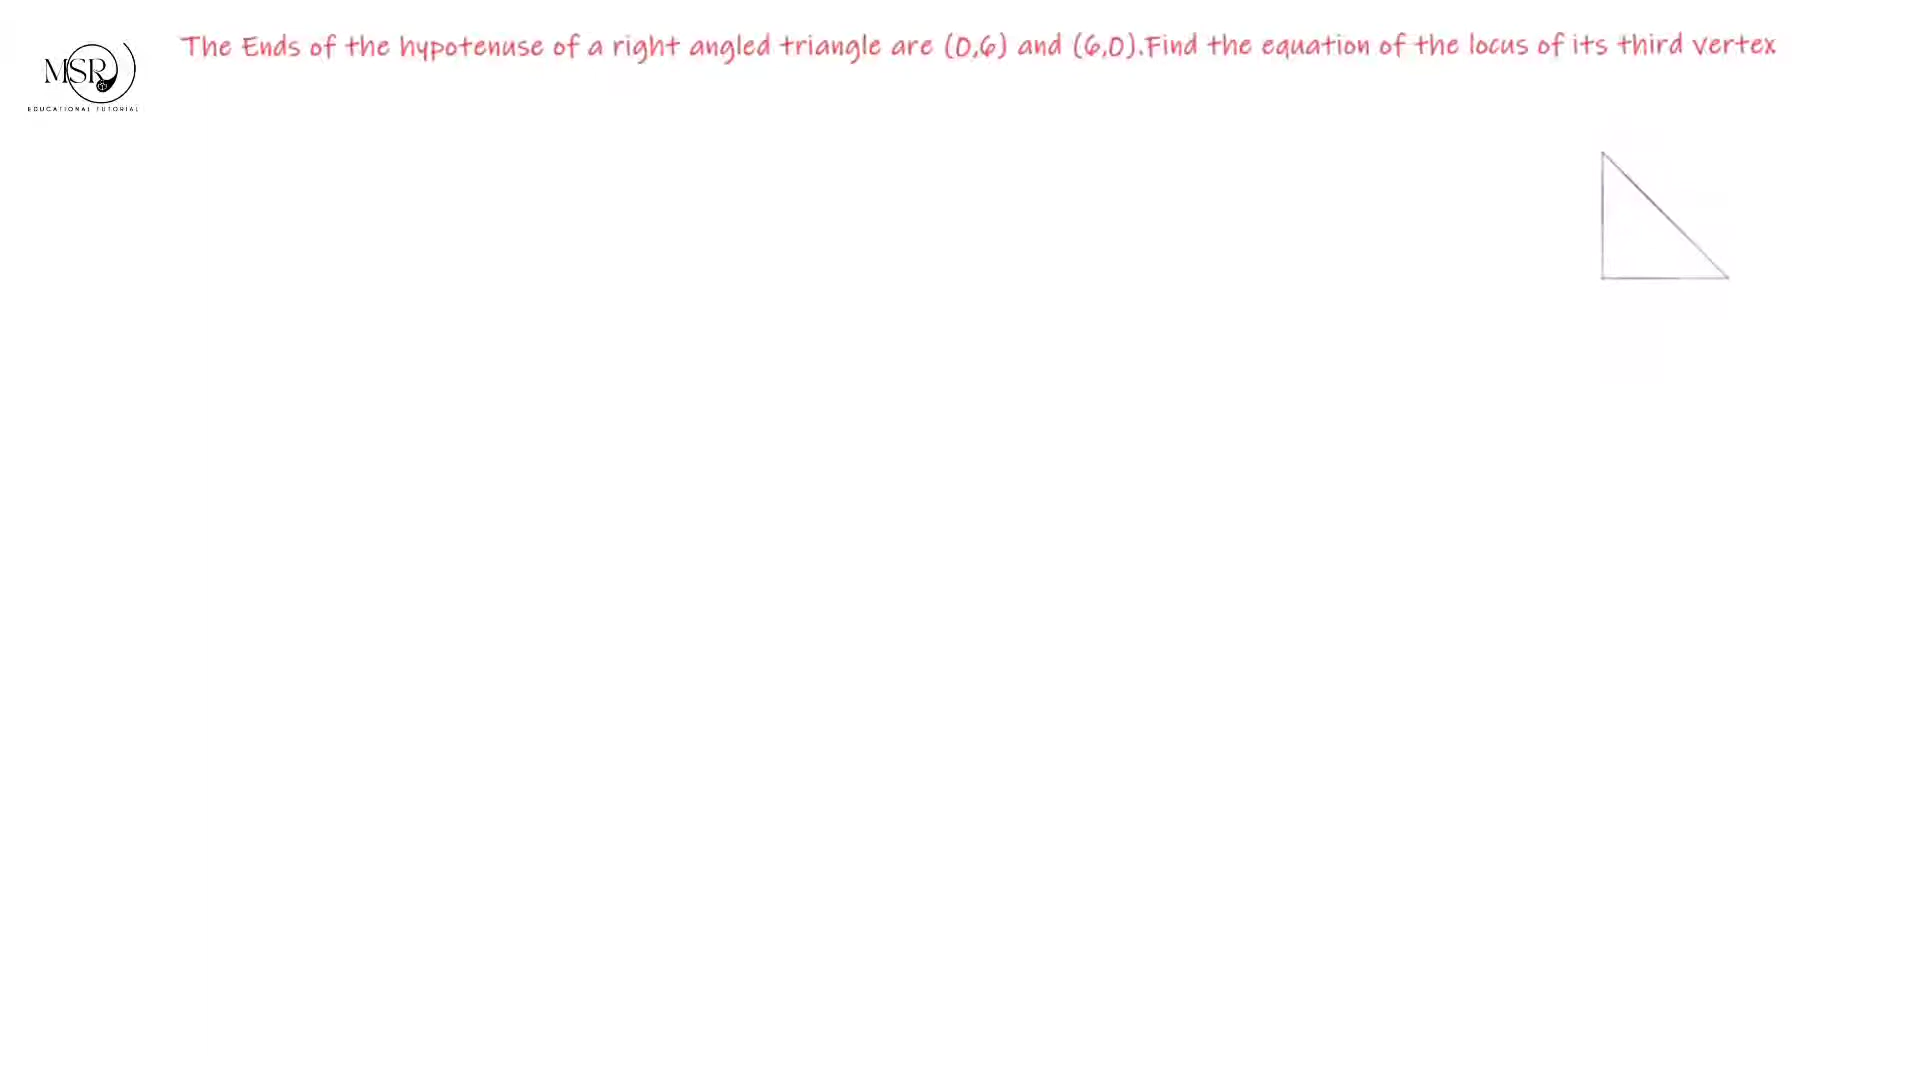 The Ends of the hypotenuse of a right angled triangle are (0,6) and (6,0).Find the equation of the locus of its third vertex
MSR
EDUCATIONAL TUTORIAL